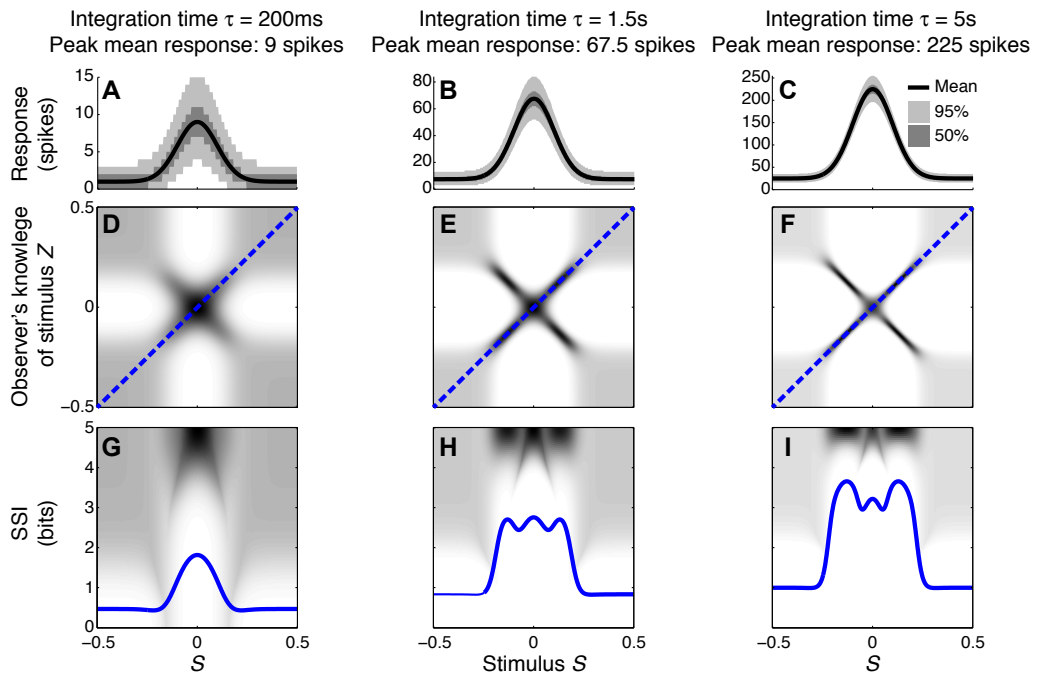 Integration time τ = 200ms
Peak mean response: 9 spikes
Integration time τ = 1.5s
Peak mean response: 67.5 spikes
Integration time τ = 5s
Peak mean response: 225 spikes
Response
(spikes)
15
10
5
0
A
80
60
40
20
0
B
250
200
150
100
50
0
C
Mean
95%
50%
Observer's knowlege
of stimulus Z
0.5
0
−0.5
D
E
F
SSI
(bits)
5
4
3
2
1
0
G
H
I
−0.5 0 0.5
−0.5 0 0.5
−0.5 0 0.5
S
Stimulus S
S